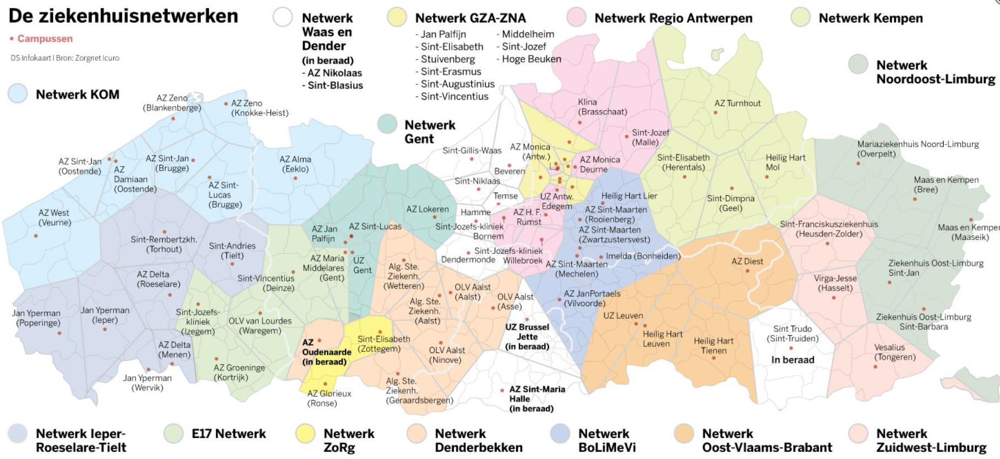 De ziekenhuisnetwerken
• Campussen
DS Infokaart I Bron: Zorgnet Icuro
Netwerk
Waas en
Dender
(in beraad)
- AZ Nikolaas
- Sint-Blasius
Netwerk GZA-ZNA
- Jan Palfijn
- Sint-Elisabeth
- Stuivenberg
- Sint-Erasmus
- Sint-Augustinius
- Sint-Vincentius
- Middelheim
- Sint-Jozef
- Hoge Beuken
Netwerk Regio Antwerpen
Netwerk Kempen
Netwerk
Noordoost-Limburg
Netwerk KOM
Netwerk
Gent
AZ Zeno
(Blankenberge)
AZ Zeno
(Knokke-Heist)
AZ Sint-Jan
(Oostende)
AZ
Damiaan
(Oostende)
AZ Sint-Jan
(Brugge)
AZ Sint-
Lucas
(Brugge)
AZ Alma
(Eeklo)
AZ West
(Veurne)
Sint-Rembertzkh.
(Torhout)
Sint-Andries
(Tielt)
AZ Delta
(Roeselare)
Jan Yperman
(Poperinge)
Jan Yperman
(Ieper)
AZ Delta
(Menen)
Jan Yperman
(Wervik)
Sint-Vincentius
(Deinze)
Sint-Jozefs-
kliniek
(Izegem)
OLV van Lourdes
(Waregem)
AZ Groeninge
(Kortrijk)
AZ Maria
Middelares
(Gent)
AZ Jan
Palfijn
AZ Sint-Lucas
UZ
Gent
AZ Lokeren
AZ
Oudenaarde
(in beraad)
Sint-Elisabeth
(Zottegem)
AZ Glorieux
(Ronse)
Alg. Ste.
Ziekenh.
(Wetteren)
Alg. Ste.
Ziekenh.
(Aalst)
OLV Aalst
(Aalst)
OLV Aalst
(Asse)
OLV Aalst
(Ninove)
Alg. Ste.
Ziekenh.
(Geraardsbergen)
Sint-Gillis-Waas
Beveren
Sint-Niklaas
Temse
Hamme
Sint-Jozefs-kliniek
Bornem
Dendermonde
Sint-Jozefs-kliniek
Willebroek
AZ Monica
(Antw.)
AZ Monica
Deurne
UZ Antw.
Edegem
AZ H. F.
Rumst
Klina
(Brasschaat)
Sint-Jozef
(Malle)
AZ Turnhout
Sint-Elisabeth
(Herentals)
Heilig Hart
Mol
Sint-Dimpna
(Geel)
Heilig Hart Lier
AZ Sint-Maarten
(Rooienberg)
AZ Sint-Maarten
(Zwartzustersvest)
Imelda (Bonheiden)
AZ Sint-Maarten
(Mechelen)
AZ JanPortaels
(Vilvoorde)
UZ Brussel
Jette
(in beraad)
AZ Sint-Maria
Halle
(in beraad)
UZ Leuven
Heilig Hart
Leuven
Heilig Hart
Tienen
AZ Diest
Sint Trudo
(Sint-Truiden)
In beraad
Mariaziekenhuis Noord-Limburg
(Overpelt)
Maas en Kempen
(Bree)
Maas en Kempen
(Maaseik)
Sint-Franciskusziekenhuis
(Heusden-Zolder)
Virga-Jesse
(Hasselt)
Ziekenhuis Oost-Limburg
Sint-Jan
Ziekenhuis Oost-Limburg
Sint-Barbara
Vesalius
(Tongeren)
Netwerk Ieper-
Roeselare-Tielt
E17 Netwerk
Netwerk
ZoRg
Netwerk
Denderbekken
Netwerk
BoLiMeVi
Netwerk
Oost-Vlaams-Brabant
Netwerk
Zuidwest-Limburg